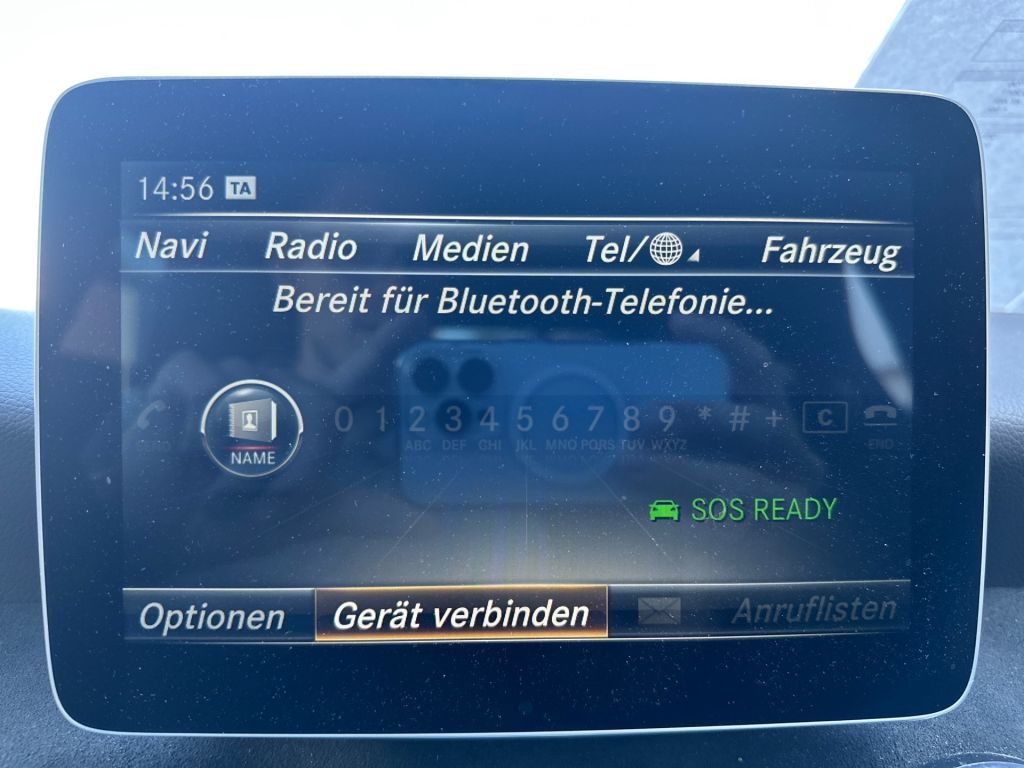 14:56 TA
Navi Radio Medien Tel/ Fahrzeug
Bereit für Bluetooth-Telefonie...
0 1 2 3 4 5 6 7 8 9 * # + C
NAME ABC DEF GHI JKL MNO PQRS TUV WXYZ END
SOS READY
Optionen Gerät verbinden Anruflisten